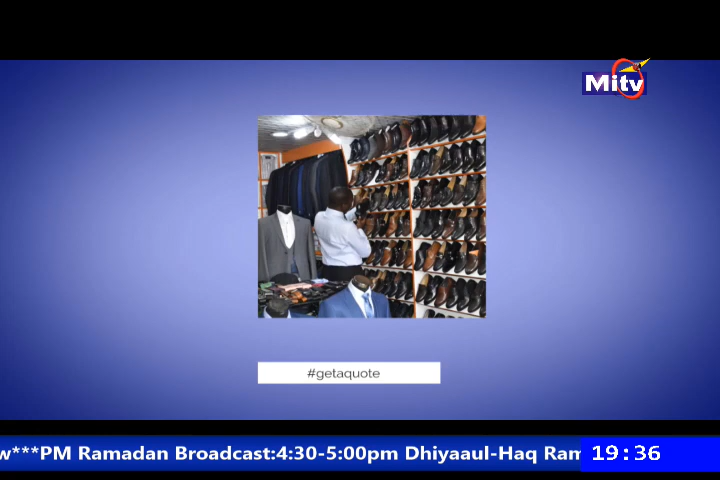 Mitv
#getaquote
w***PM Ramadan Broadcast:4:30-5:00pm Dhiyaaul-Haq Ram
19:36